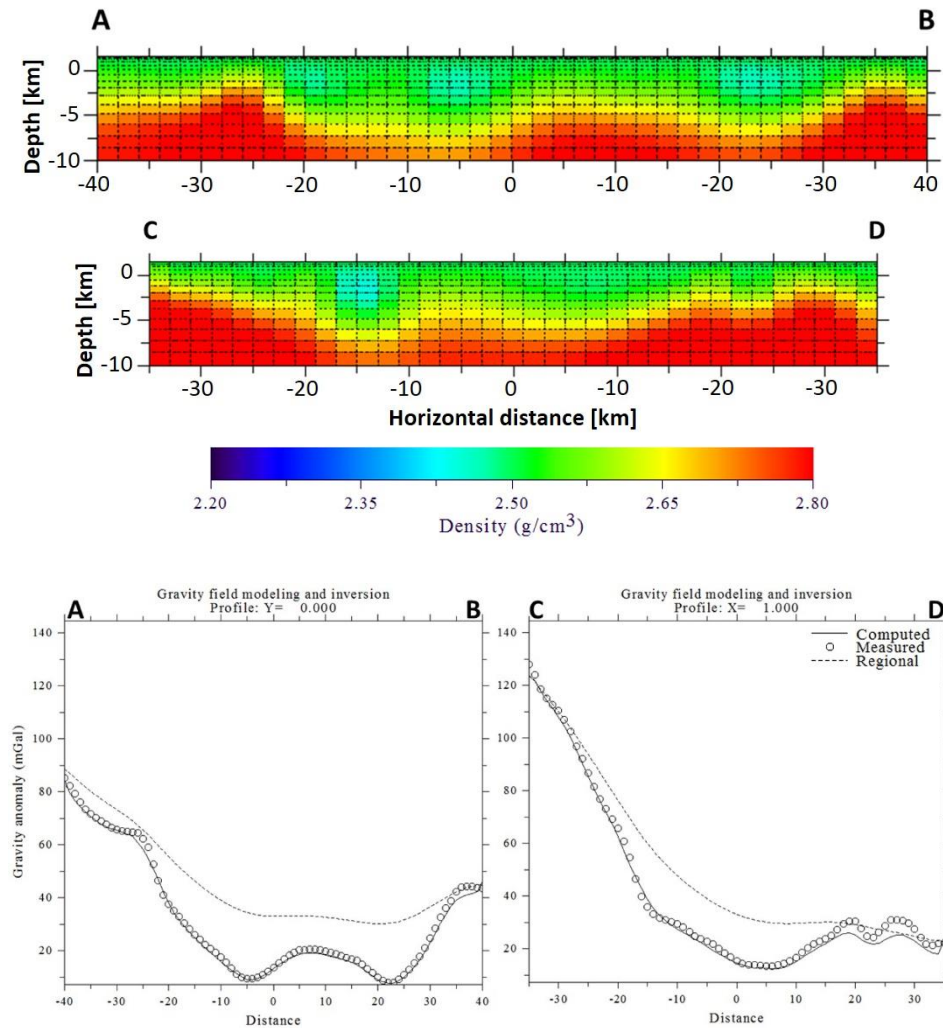 A B
Depth [km]
0
-5
-10
-40 -30 -20 -10 0 -10 -20 -30 40
C D
Depth [km]
0
-5
-10
-30 -20 -10 0 -10 -20 -30
Horizontal distance [km]
2.20 2.35 2.50 2.65 2.80
Density (g/cm3)
A Gravity field modeling and inversion B
Profile: Y= 0.000
Gravity anomaly (mGal)
140
120
100
80
60
40
20
-40 -30 -20 -10 0 10 20 30 40
Distance
C Gravity field modeling and inversion D
Profile: X= 1.000
Computed
Measured
Regional
140
120
100
80
60
40
20
-30 -20 -10 0 10 20 30
Distance